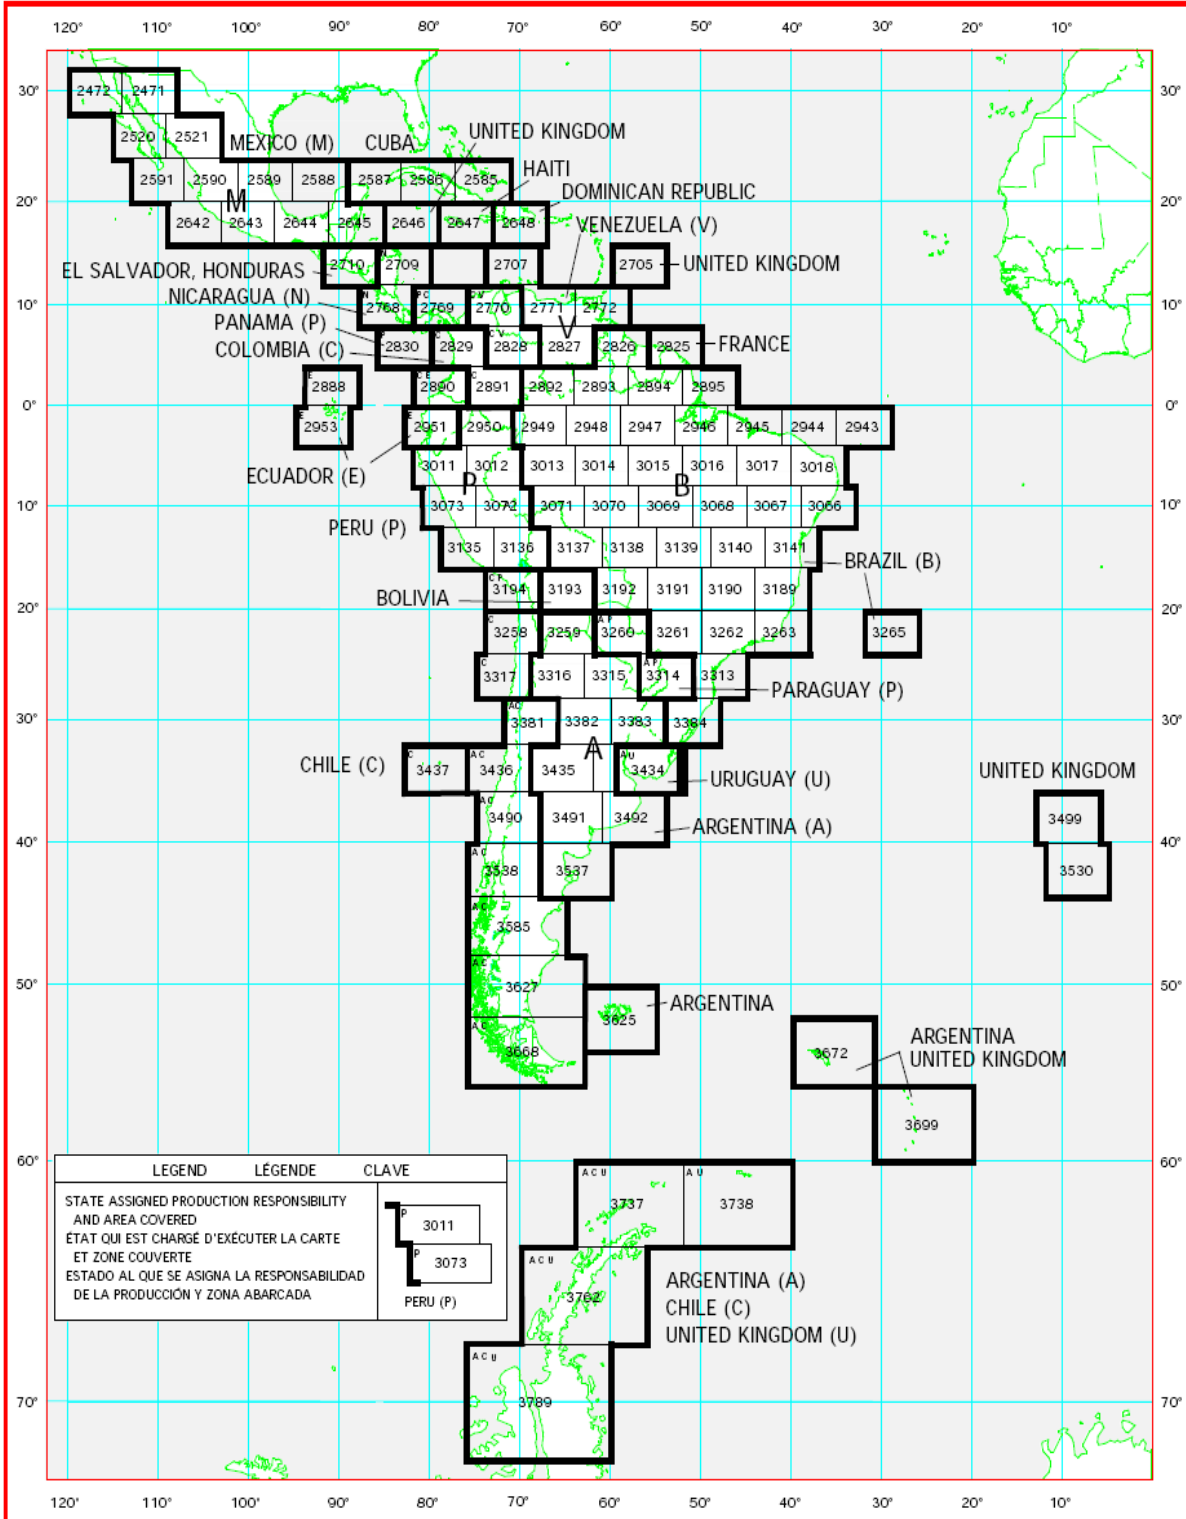 120° 110° 100° 90° 80° 70° 60° 50° 40° 30° 20° 10°
30° 2472 2471 30°
2520 2521 MEXICO (M) CUBA UNITED KINGDOM
HAITI
2591 2590 2589 2588 2587 2586 2585 DOMINICAN REPUBLIC
20° M 20°
2642 2643 2644 2645 2646 2647 2648 VENEZUELA (V)
N
EL SALVADOR, HONDURAS 2710 2709 2707 2705 UNITED KINGDOM
NICARAGUA (N) N P C C V
10° 2768 2769 2770 2771 2772 10°
PANAMA (P) P C C V V
COLOMBIA (C) 2830 2829 2828 2827 2826 2825 FRANCE
E C E C
2888 2890 2891 2892 2893 2894 2895
0° 0°
E E
2953 2951 2950 2949 2948 2947 2946 2945 2944 2943
ECUADOR (E) 3011 3012 3013 3014 3015 3016 3017 3018
P B
10° 3073 3072 3071 3070 3069 3068 3067 3066 10°
PERU (P)
3135 3136 3137 3138 3139 3140 3141
BRAZIL (B)
C P
BOLIVIA 3194 3193 3192 3191 3190 3189
20° 20°
C A P
3258 3259 3260 3261 3262 3263 3265
C A P
3317 3316 3315 3314 3313 PARAGUAY (P)
A C
30° 3381 3382 3383 3384 30°
A
CHILE (C) C A C A U
3437 3436 3435 3434 URUGUAY (U) UNITED KINGDOM
A C
3490 3491 3492 ARGENTINA (A) 3499
40° 40°
A C
3538 3537 3530
A C
3585
A C
50° 3627 50°
ARGENTINA
3625
A C
3668 3672 ARGENTINA
UNITED KINGDOM
3699
60° 60°
LEGEND LÉGENDE CLAVE
A C U A U
3737 3738
STATE ASSIGNED PRODUCTION RESPONSIBILITY
AND AREA COVERED
ÉTAT QUI EST CHARGÉ D'EXÉCUTER LA CARTE
ET ZONE COUVERTE
ESTADO AL QUE SE ASIGNA LA RESPONSABILIDAD
DE LA PRODUCCIÓN Y ZONA ABARCADA
P
3011
P
3073
PERU (P)
A C U
3762
ARGENTINA (A)
CHILE (C)
UNITED KINGDOM (U)
A C U
70° 3789 70°
120° 110° 100° 90° 80° 70° 60° 50° 40° 30° 20° 10°